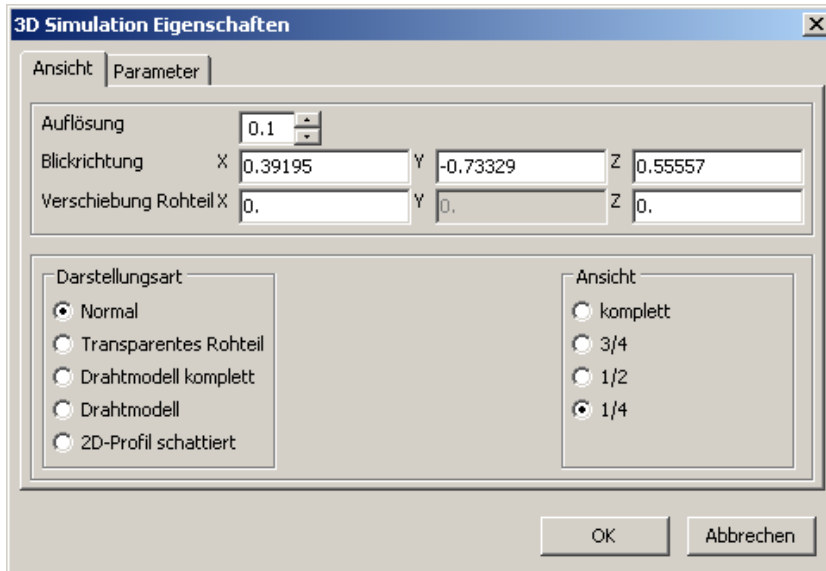 3D Simulation Eigenschaften
Ansicht Parameter
Auflösung 0.1
Blickrichtung X 0.39195 Y -0.73329 Z 0.55557
Verschiebung Rohteil X 0. Y 0. Z 0.
Darstellungsart
Normal
Transparentes Rohteil
Drahtmodell komplett
Drahtmodell
2D-Profil schattiert
Ansicht
komplett
3/4
1/2
1/4
OK Abbrechen